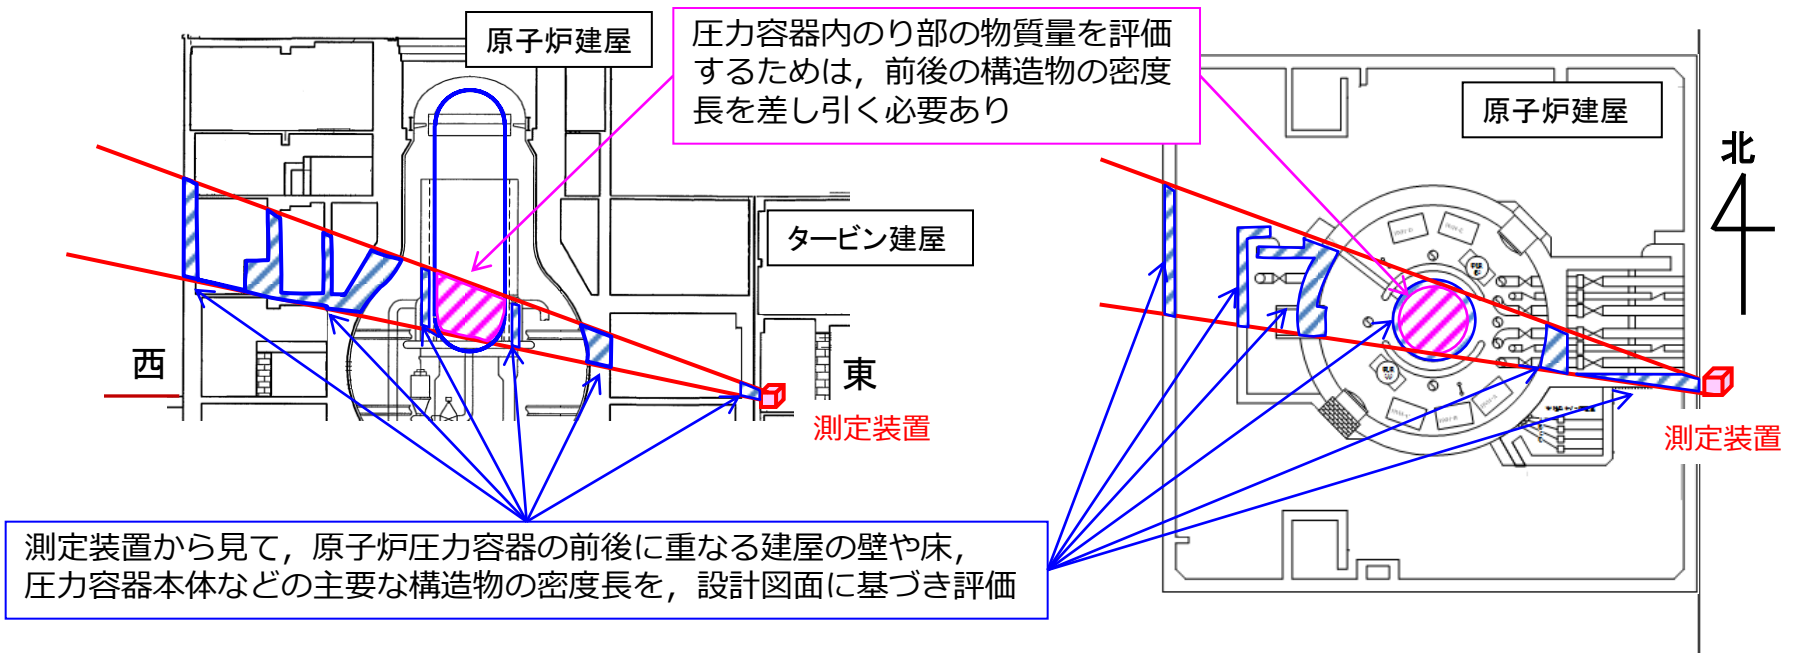 原子炉建屋
圧力容器内のり部の物質量を評価
するためは，前後の構造物の密度
長を差し引く必要あり
原子炉建屋
北
タービン建屋
西
東
測定装置
測定装置
測定装置から見て，原子炉圧力容器の前後に重なる建屋の壁や床，
圧力容器本体などの主要な構造物の密度長を，設計図面に基づき評価